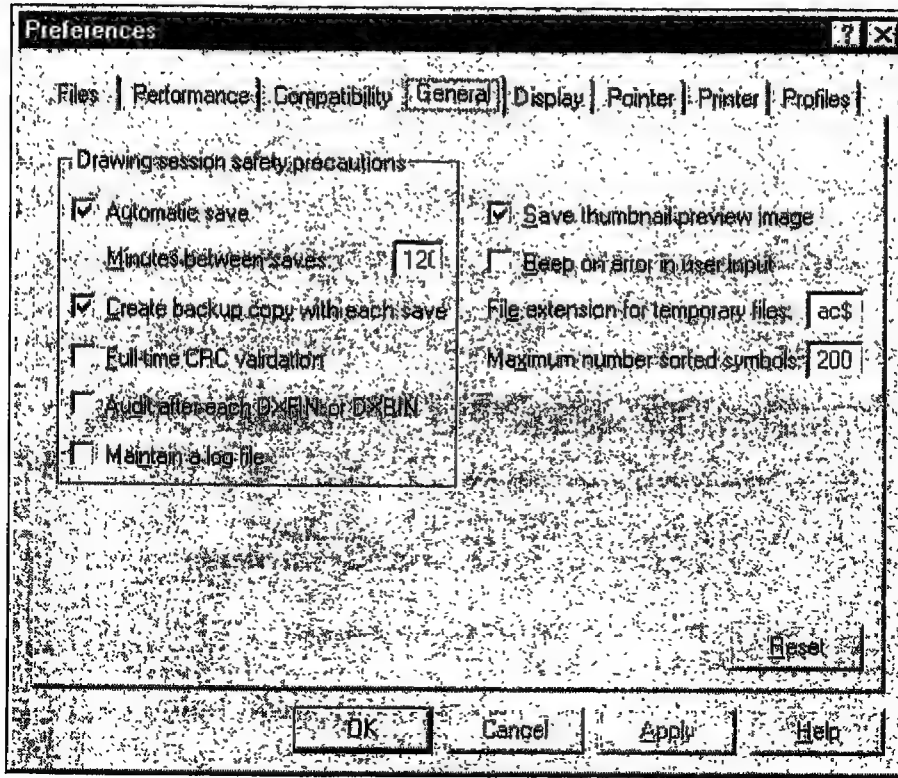 Preferences
Files Performance Compatibility General Display Pointer Printer Profiles
Drawing session safety precautions
Automatic save
Minutes between saves: 120
Create backup copy with each save
Full-time CRC validation
Audit after each DXFIN or DXBIN
Maintain a log file
Save thumbnail preview image
Beep on error in user input
File extension for temporary files: ac$
Maximum number sorted symbols: 200
Reset
OK Cancel Apply Help